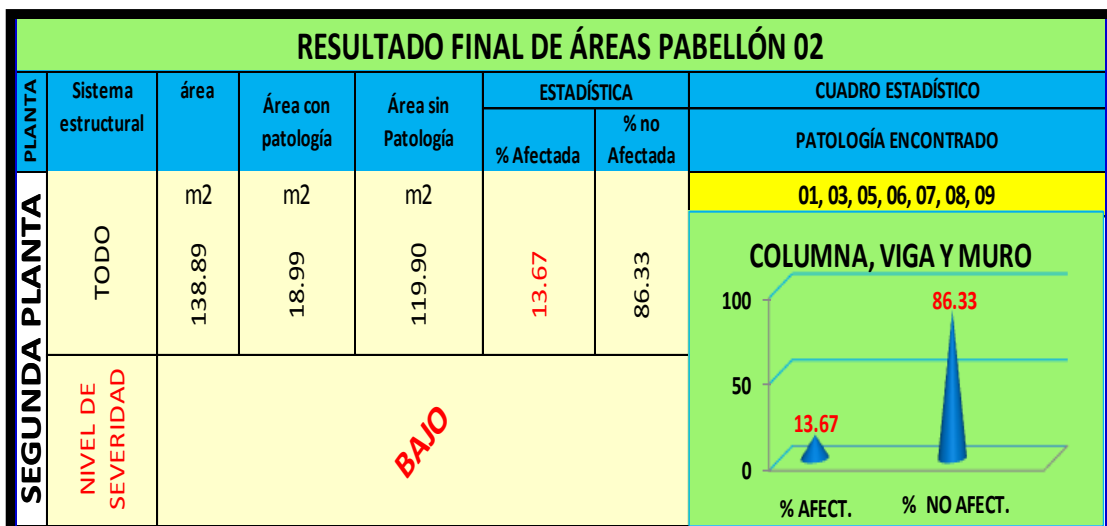 RESULTADO FINAL DE ÁREAS PABELLÓN 02
PLANTA
Sistema
estructural
área
Área con
patología
Área sin
Patología
ESTADÍSTICA
% Afectada
% no
Afectada
CUADRO ESTADÍSTICO
PATOLOGÍA ENCONTRADO
SEGUNDA PLANTA
TODO
m2
138.89
m2
18.99
m2
119.90
13.67
86.33
01, 03, 05, 06, 07, 08, 09
COLUMNA, VIGA Y MURO
100
50
0
13.67
86.33
% AFECT.
% NO AFECT.
NIVEL DE
SEVERIDAD
BAJO